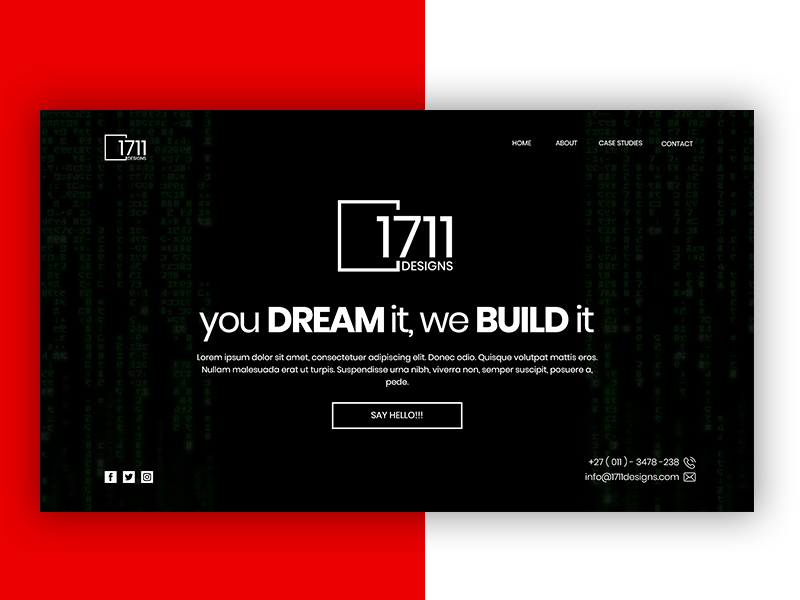 1711
DESIGNS
HOME ABOUT CASE STUDIES CONTACT
1711
DESIGNS
you DREAM it, we BUILD it
Lorem ipsum dolor sit amet, consectetuer adipiscing elit. Donec odio. Quisque volutpat mattis eros.
Nullam malesuada erat ut turpis. Suspendisse urna nibh, viverra non, semper suscipit, posuere a,
pede.
SAY HELLO!!!
+27 ( 011 ) - 3478 -238
info@1711designs.com